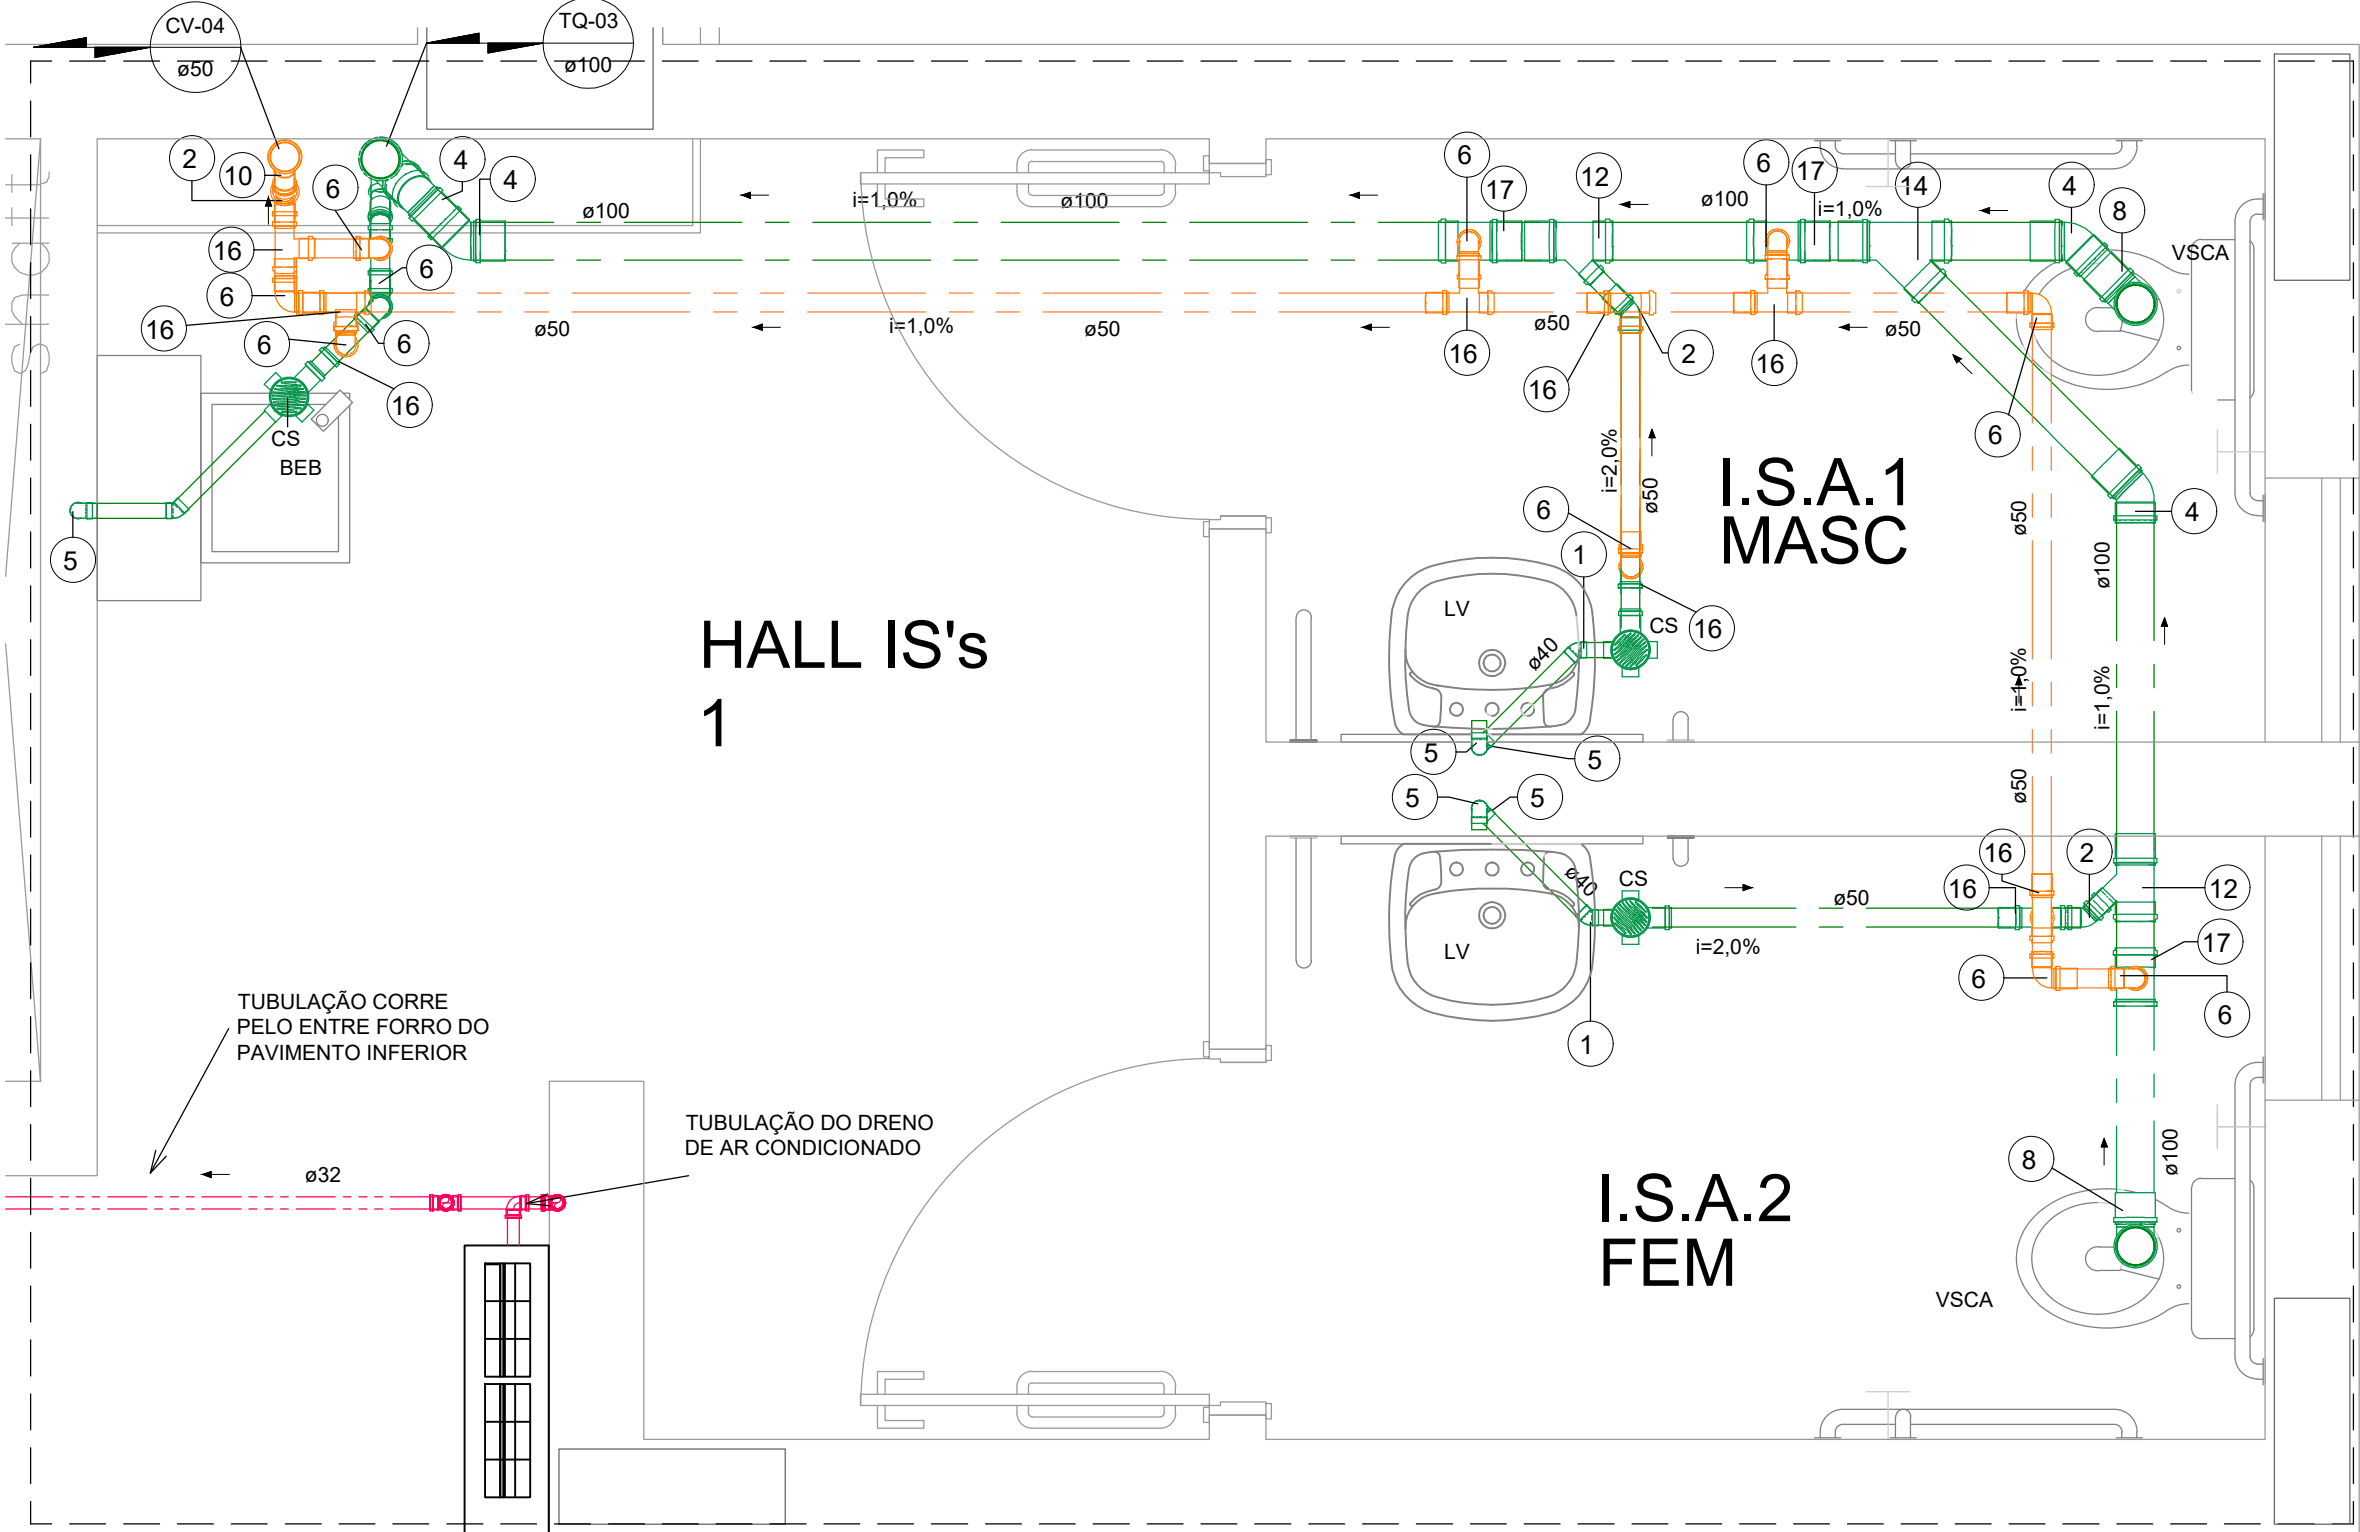 CV-04
ø50
TQ-03
ø100
2
10
6
4
4
16
6
6
16
6
6
16
CS
BEB
5
ø100
i=1,0%
ø100
ø50
i=1,0%
ø50
6
17
12
6
17
14
4
8
ø100
i=1,0%
VSCA
16
ø50
16
2
16
ø50
6
i=2,0%
ø50
6
1
LV
CS
16
ø40
5
5
I.S.A.1
MASC
ø50
ø100
4
i=1,0%
i=1,0%
ø50
HALL IS's
1
5
5
LV
ø40
CS
1
ø50
i=2,0%
16
16
2
12
17
6
6
8
ø100
VSCA
I.S.A.2
FEM
TUBULAÇÃO CORRE
PELO ENTRE FORRO DO
PAVIMENTO INFERIOR
TUBULAÇÃO DO DRENO
DE AR CONDICIONADO
ø32